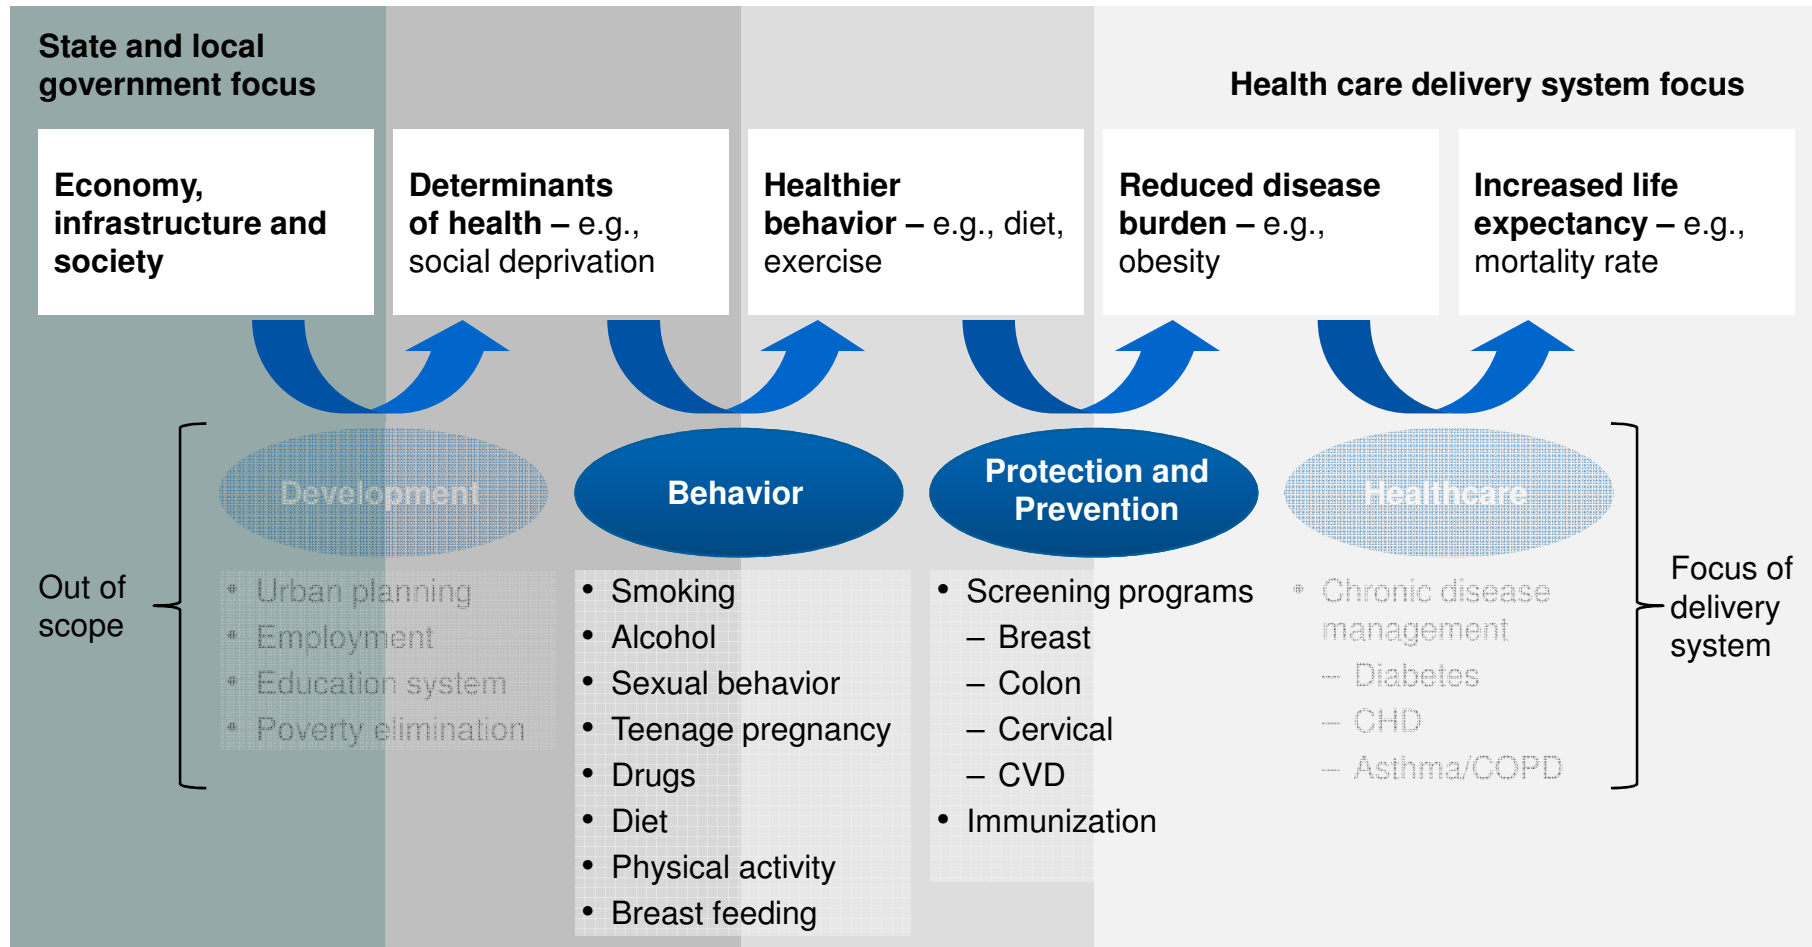 State and local
government focus
Health care delivery system focus
Economy,
infrastructure and
society
Determinants
of health – e.g.,
social deprivation
Healthier
behavior – e.g., diet,
exercise
Reduced disease
burden – e.g.,
obesity
Increased life
expectancy – e.g.,
mortality rate
Out of
scope
Development
• Urban planning
• Employment
• Education system
• Poverty elimination
Behavior
• Smoking
• Alcohol
• Sexual behavior
• Teenage pregnancy
• Drugs
• Diet
• Physical activity
• Breast feeding
Protection and
Prevention
• Screening programs
– Breast
– Colon
– Cervical
– CVD
• Immunization
Healthcare
• Chronic disease
management
– Diabetes
– CHD
– Asthma/COPD
Focus of
delivery
system